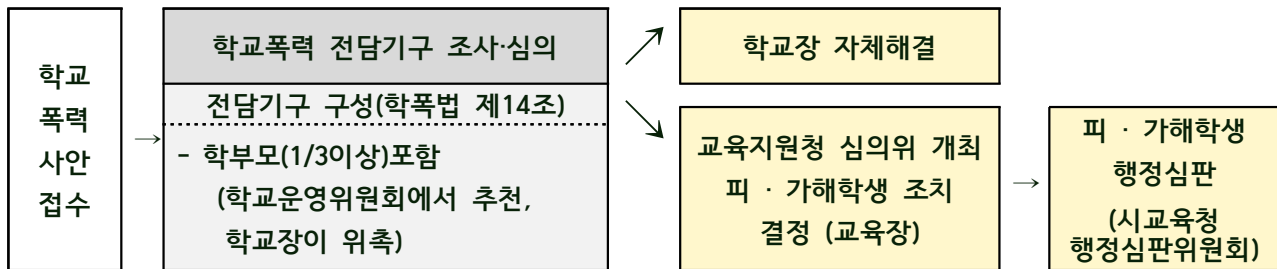 학교
폭력
사안
접수
→
학교폭력 전담기구 조사·심의
전담기구 구성(학폭법 제14조)
- 학부모(1/3이상)포함
(학교운영위원회에서 추천,
학교장이 위촉)
학교장 자체해결
교육지원청 심의위 개최
피 · 가해학생 조치
결정 (교육장)
→
피 · 가해학생
행정심판
(시교육청
행정심판위원회)